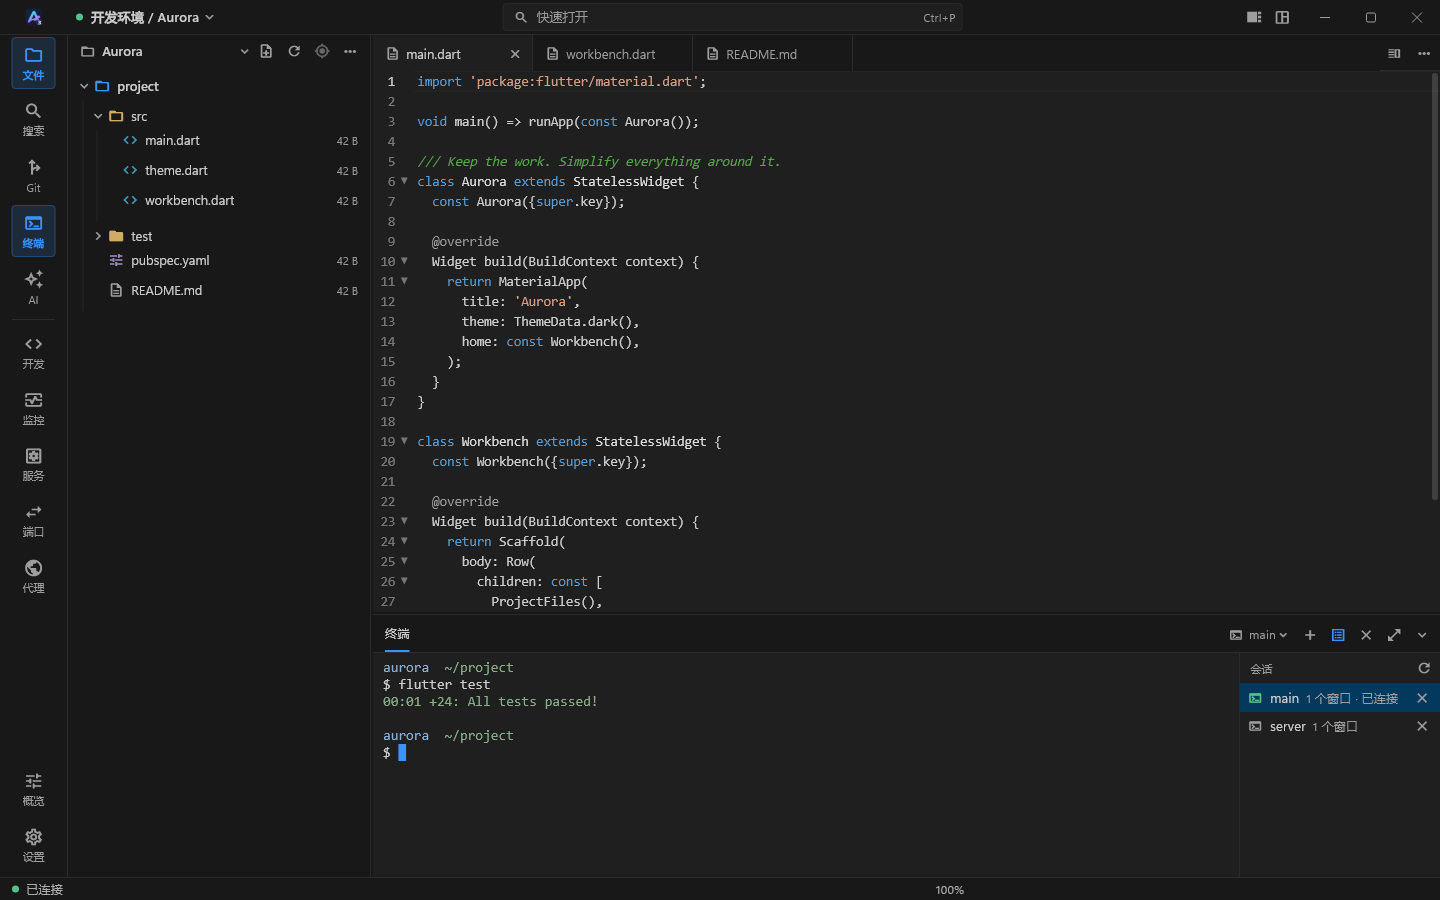 开发环境 / Aurora
快速打开
Ctrl+P
文件
搜索
Git
终端
AI
开发
监控
服务
端口
代理
概览
设置
Aurora
project
src
main.dart 42 B
theme.dart 42 B
workbench.dart 42 B
test
pubspec.yaml 42 B
README.md 42 B
main.dart
workbench.dart
README.md
1 import 'package:flutter/material.dart';
2
3 void main() => runApp(const Aurora());
4
5 /// Keep the work. Simplify everything around it.
6 class Aurora extends StatelessWidget {
7 const Aurora({super.key});
8
9 @override
10 Widget build(BuildContext context) {
11 return MaterialApp(
12 title: 'Aurora',
13 theme: ThemeData.dark(),
14 home: const Workbench(),
15 );
16 }
17 }
18
19 class Workbench extends StatelessWidget {
20 const Workbench({super.key});
21
22 @override
23 Widget build(BuildContext context) {
24 return Scaffold(
25 body: Row(
26 children: const [
27 ProjectFiles(),
终端
main
aurora ~/project
$ flutter test
00:01 +24: All tests passed!
aurora ~/project
$
会话
main 1 个窗口 · 已连接
server 1 个窗口
已连接
100%